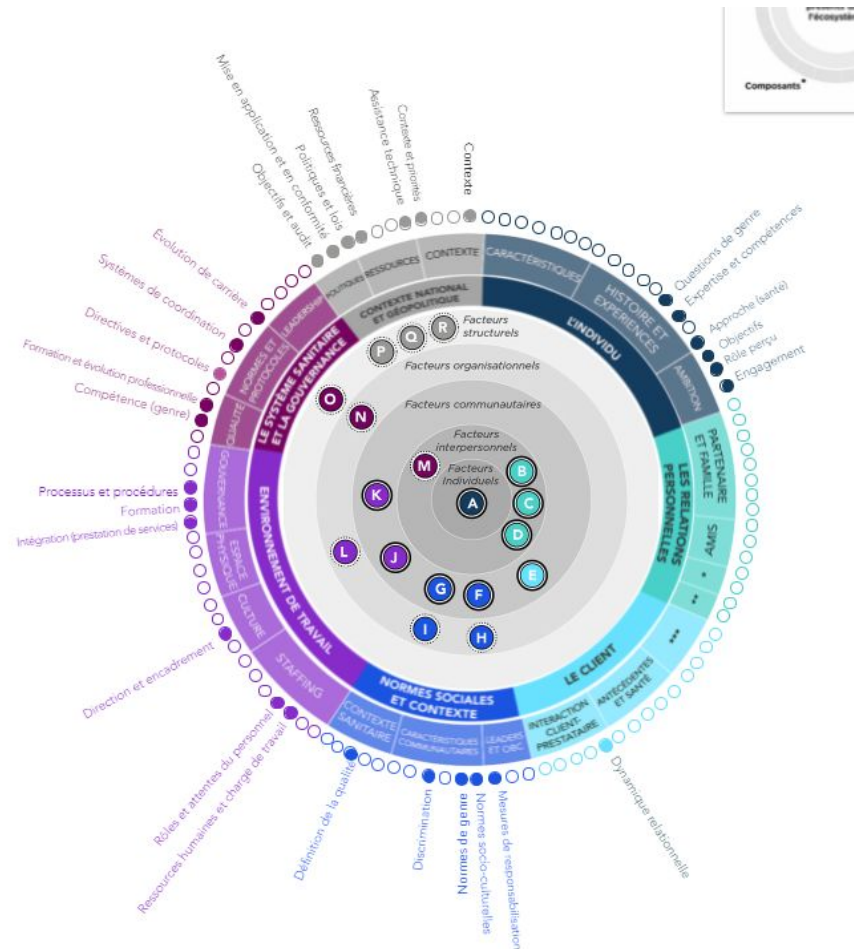 l'écosystèm
Composants*
Contexte
Contexte et priorités
Assistance technique
Ressources financières
Politiques et lois
Mise en application et en conformité
Objectifs et audit
Évolution de carrière
Systèmes de coordination
Directives et protocoles
Formation et évolution professionnelle
Compétence (genre)
Processus et procédures
Formation
Intégration (prestation de services)
Direction et encadrement
Rôles et attentes du personnel
Ressources humaines et charge de travail
Définition de la qualité
Discrimination
Normes de genre
Normes socio-culturelles
Mesures de responsabilisation
Dynamique relationnelle
Questions de genre
Expertise et compétences
Approche (santé)
Objectifs
Rôle perçu
Engagement
CARACTÉRISTIQUES
HISTOIRE ET
EXPÉRIENCES
AMBITION
L'INDIVIDU
PARTENAIRE
ET FAMILLE
AMIS
*
**
LES RELATIONS
PERSONNELLES
***
ANTÉCÉDENTES
ET SANTÉ
INTERACTION
CLIENT-
PRESTATAIRE
LE CLIENT
LEADERS
ET OBC
CARACTÉRISTIQUES
COMMUNAUTAIRES
CONTEXTE
SANITAIRE
NORMES SOCIALES
ET CONTEXTE
STAFFING
CULTURE
ESPACE
PHYSIQUE
GOUVERNANCE
ENVIRONNEMENT DE TRAVAIL
QUALITÉ
NORMES ET
PROTOCOLES
LEADERSHIP
LE SYSTÈME SANITAIRE
ET LA GOUVERNANCE
POLITIQUES
RESSOURCES
CONTEXTE
CONTEXTE NATIONAL
ET GÉOPOLITIQUE
Facteurs
structurels
Facteurs organisationnels
Facteurs communautaires
Facteurs
interpersonnels
Facteurs
Individuels
R
Q
P
O
N
M
B
K
A
C
D
L
J
E
G
F
I
H